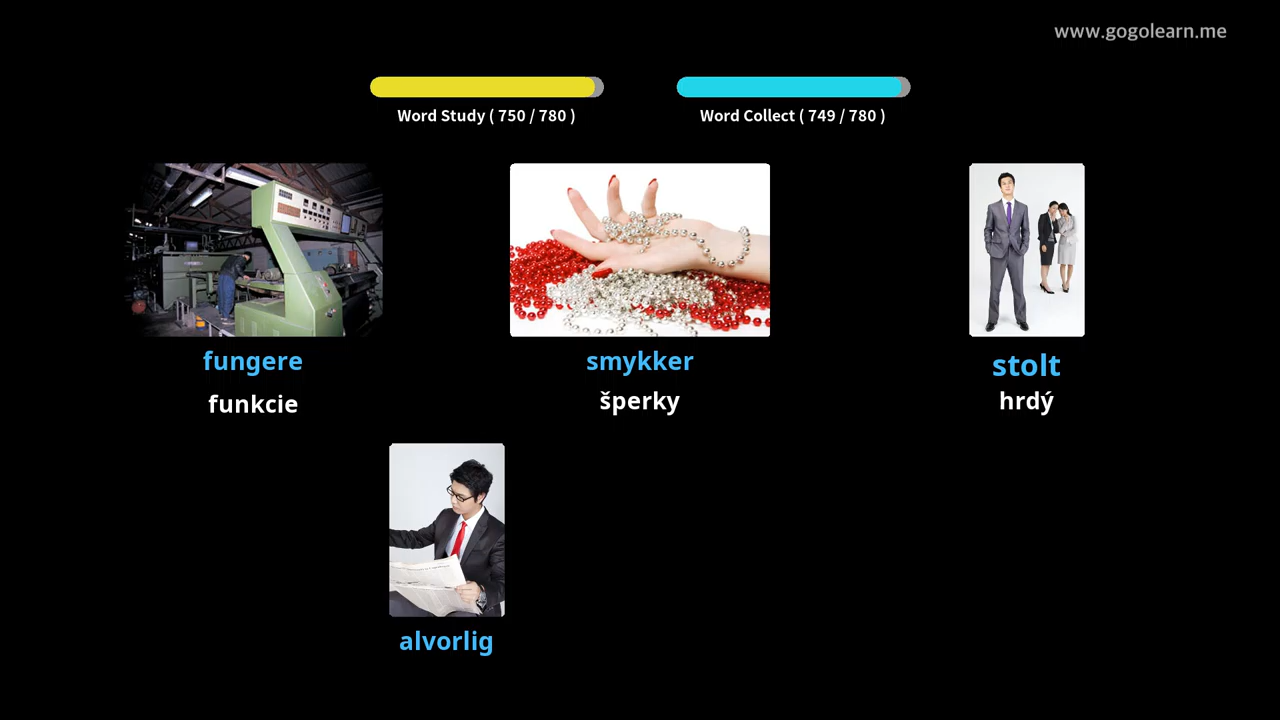 www.gogolearn.me
Word Study ( 750 / 780 )
Word Collect ( 749 / 780 )
fungere
smykker
stolt
funkcie
šperky
hrdý
alvorlig